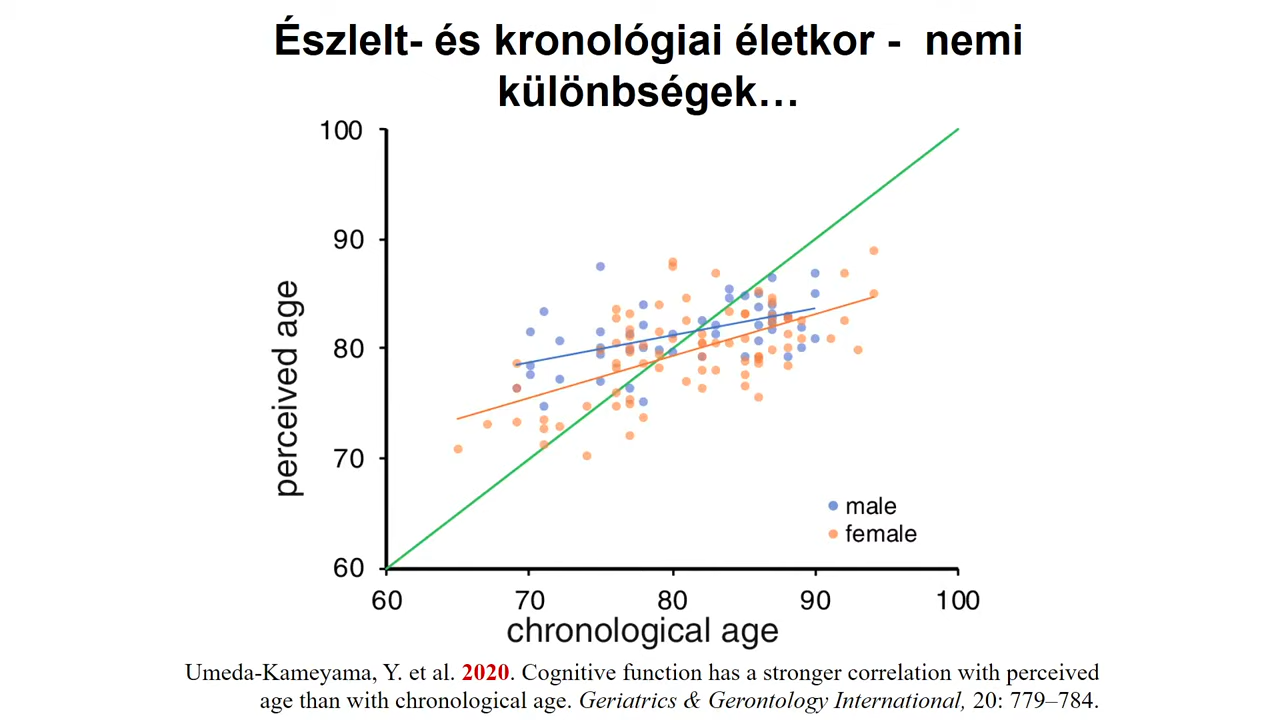 Észlelt- és kronológiai életkor - nemi
különbségek…
100
90
80
70
60
perceived age
male
female
60 70 80 90 100
chronological age
Umeda-Kameyama, Y. et al. 2020. Cognitive function has a stronger correlation with perceived
age than with chronological age. Geriatrics & Gerontology International, 20: 779–784.